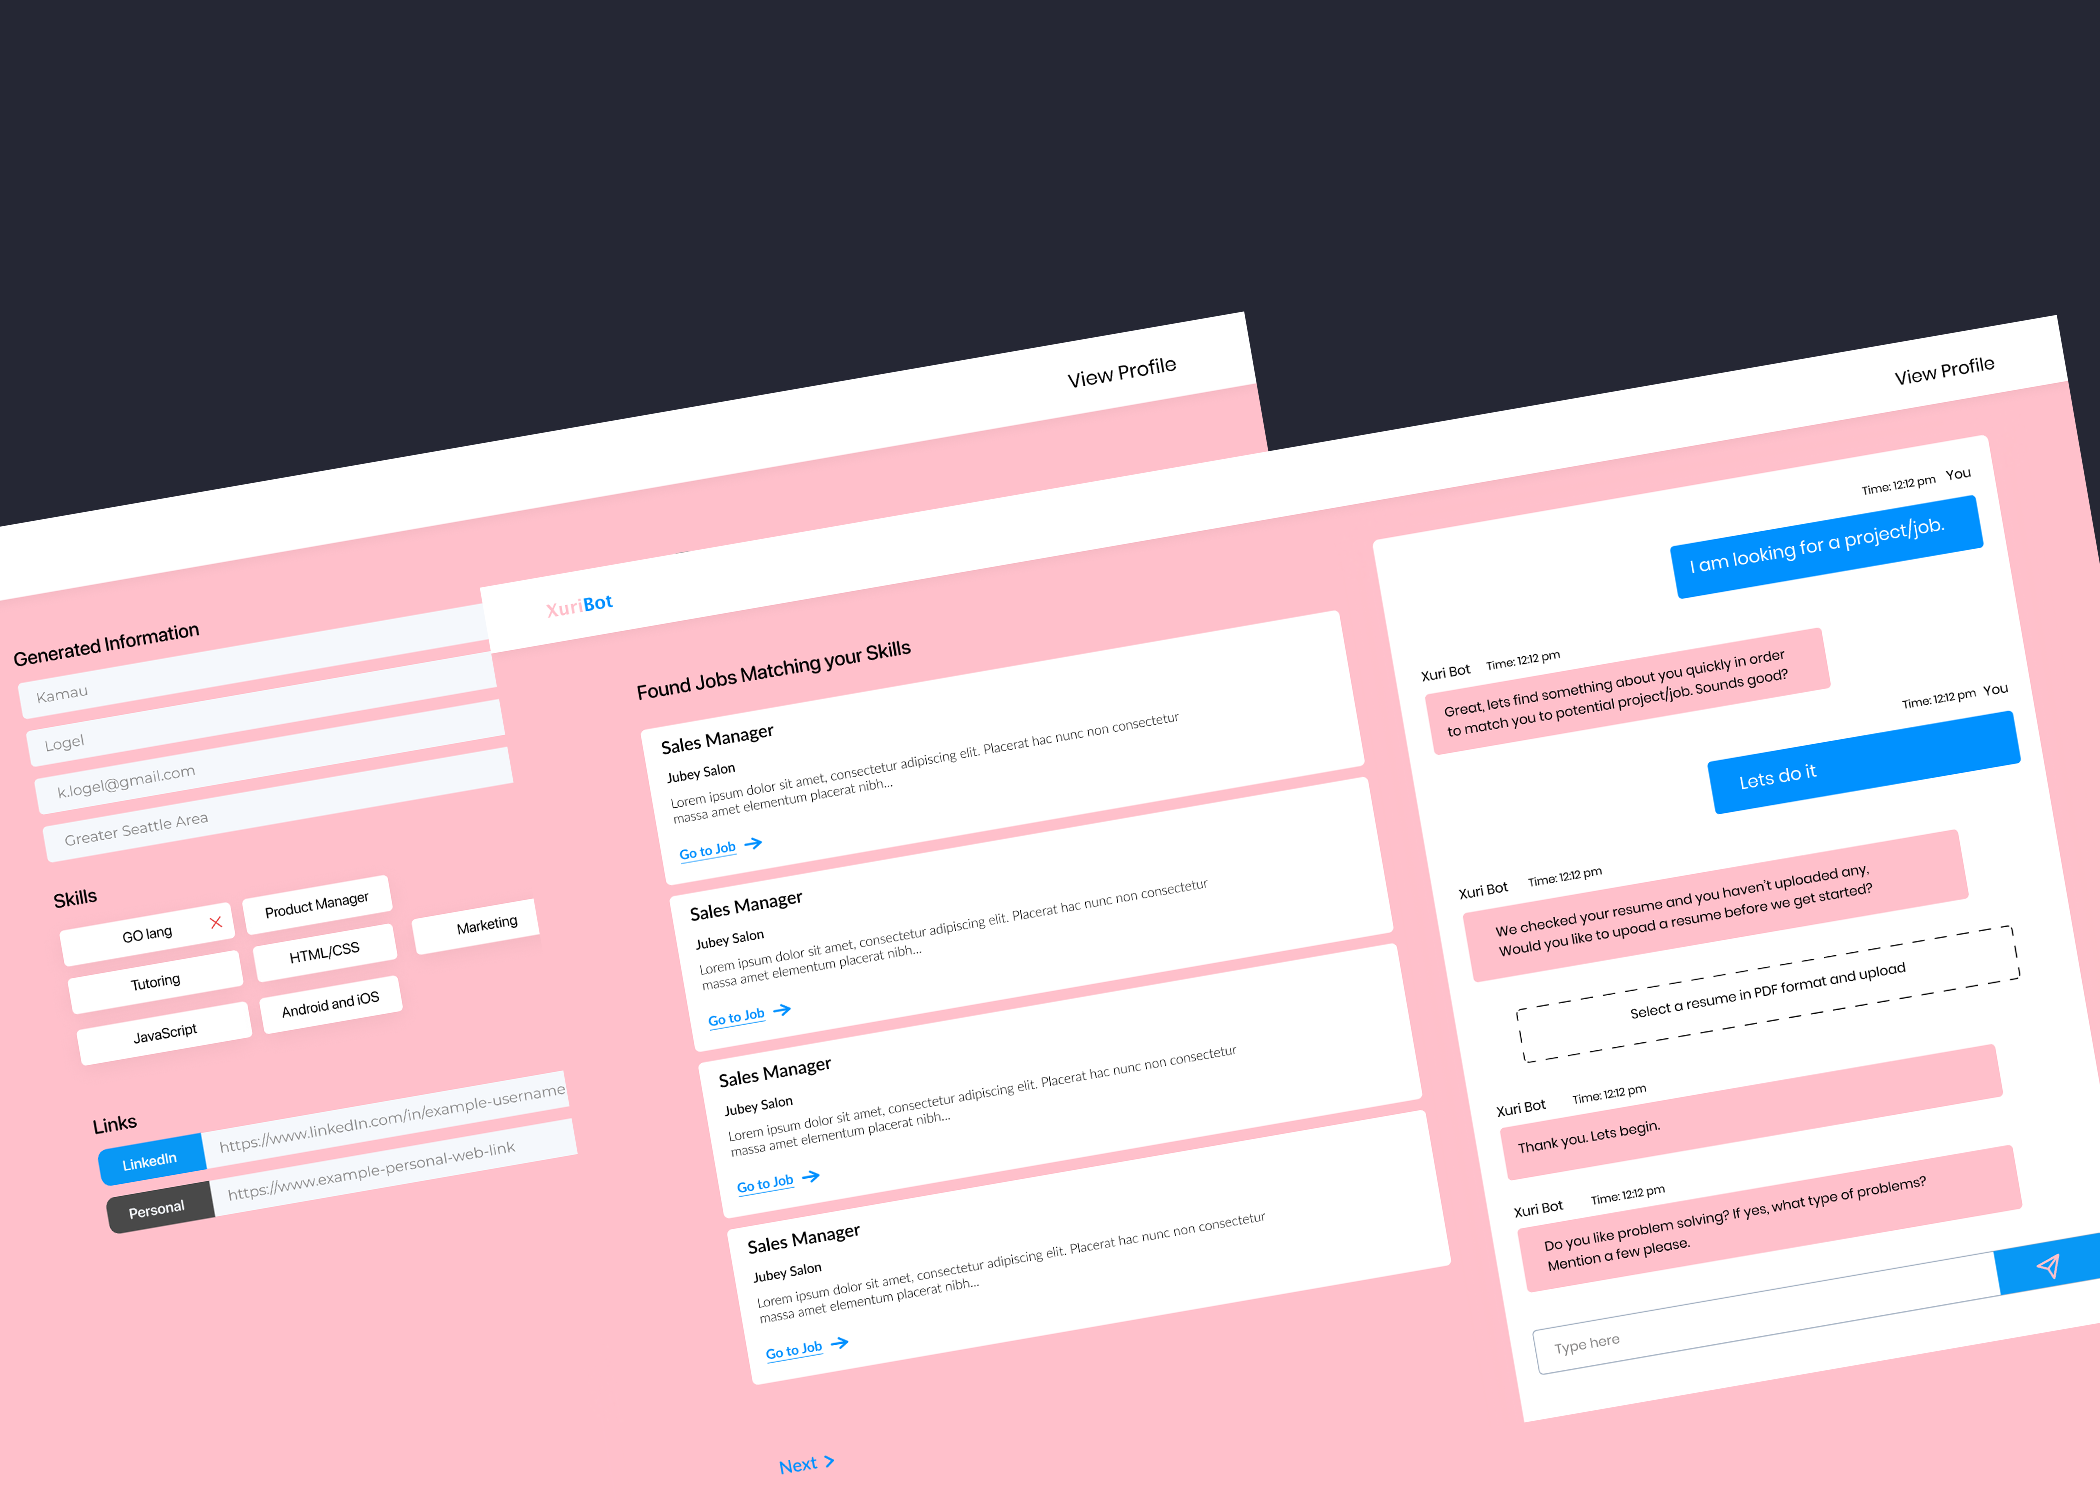 View Profile
Generated Information
Kamau
Logel
k.logel@gmail.com
Greater Seattle Area
Skills
GO lang
Product Manager
Marketing
Tutoring
HTML/CSS
JavaScript
Android and iOS
Links
LinkedIn
https://www.linkedIn.com/in/example-username
Personal
https://www.example-personal-web-link
XuriBot
View Profile
Found Jobs Matching your Skills
Sales Manager
Jubey Salon
Lorem ipsum dolor sit amet, consectetur adipiscing elit. Placerat hac nunc non consectetur
massa amet elementum placerat nibh...
Go to Job
Sales Manager
Jubey Salon
Lorem ipsum dolor sit amet, consectetur adipiscing elit. Placerat hac nunc non consectetur
massa amet elementum placerat nibh...
Go to Job
Sales Manager
Jubey Salon
Lorem ipsum dolor sit amet, consectetur adipiscing elit. Placerat hac nunc non consectetur
massa amet elementum placerat nibh...
Go to Job
Sales Manager
Jubey Salon
Lorem ipsum dolor sit amet, consectetur adipiscing elit. Placerat hac nunc non consectetur
massa amet elementum placerat nibh...
Go to Job
Next >
Time: 12:12 pm You
I am looking for a project/job.
Xuri Bot Time: 12:12 pm
Great, lets find something about you quickly in order
to match you to potential project/job. Sounds good?
Time: 12:12 pm You
Lets do it
Xuri Bot Time: 12:12 pm
We checked your resume and you haven't uploaded any,
Would you like to upoad a resume before we get started?
Select a resume in PDF format and upload
Xuri Bot Time: 12:12 pm
Thank you. Lets begin.
Xuri Bot Time: 12:12 pm
Do you like problem solving? If yes, what type of problems?
Mention a few please.
Type here